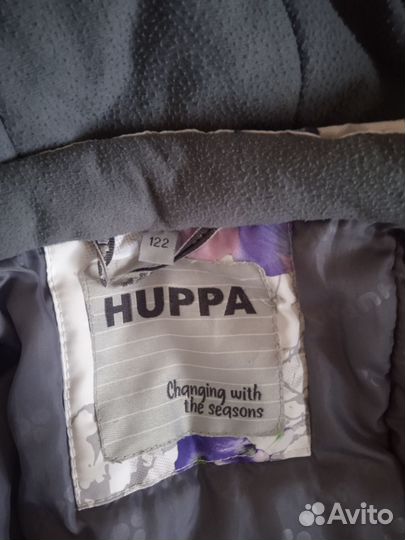 122
HUPPA
Changing with
the seasons
Avito